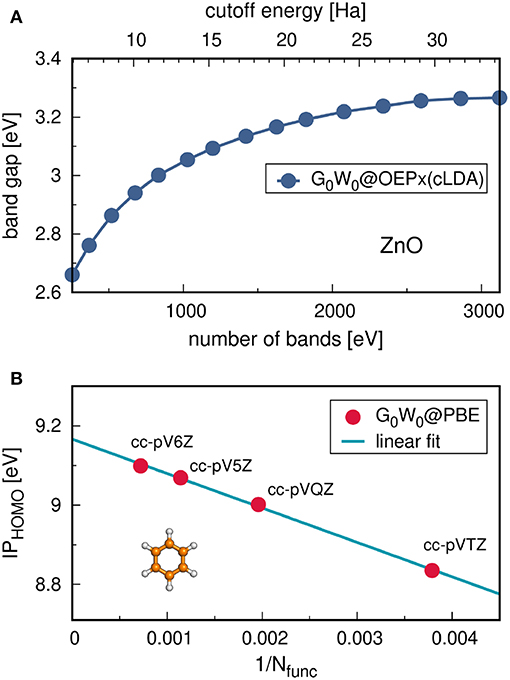 A
cutoff energy [Ha]
10 15 20 25 30
3.4
3.2
3
2.8
2.6
band gap [eV]
G₀W₀@OEPx(cLDA)
ZnO
1000 2000 3000
number of bands [eV]
B
9.2
9
8.8
IP_HOMO [eV]
G₀W₀@PBE
linear fit
cc-pV6Z
cc-pV5Z
cc-pVQZ
cc-pVTZ
0 0.001 0.002 0.003 0.004
1/N_func